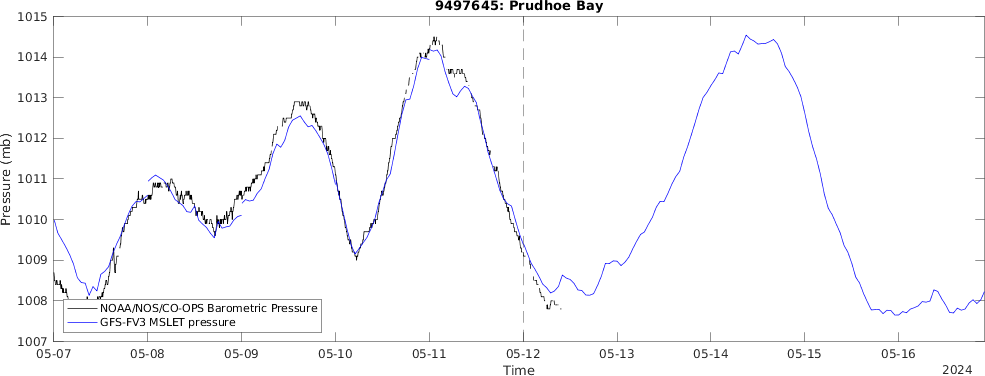 9497645: Prudhoe Bay
1015
1014
1013
1012
1011
1010
1009
1008
1007
Pressure (mb)
NOAA/NOS/CO-OPS Barometric Pressure
GFS-FV3 MSLET pressure
05-07 05-08 05-09 05-10 05-11 05-12 05-13 05-14 05-15 05-16
Time
2024